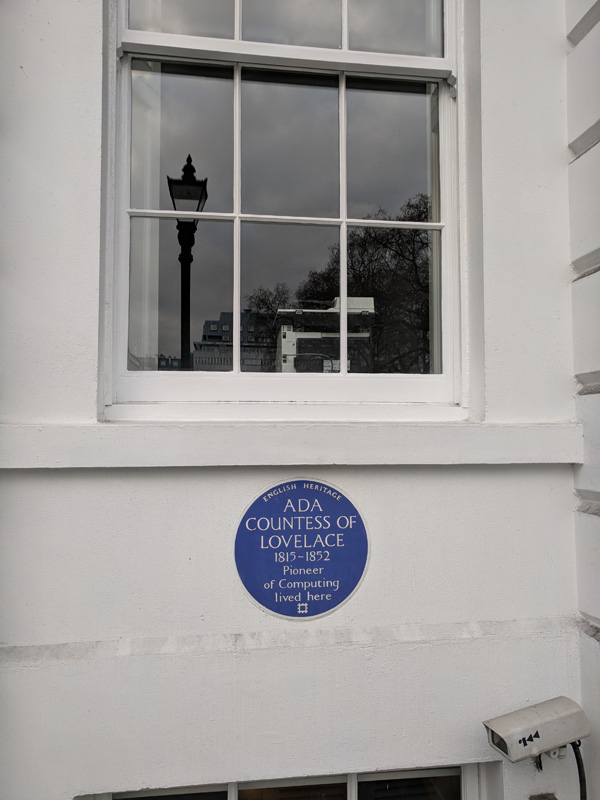 ENGLISH HERITAGE
ADA
COUNTESS OF
LOVELACE
1815-1852
Pioneer
of Computing
lived here